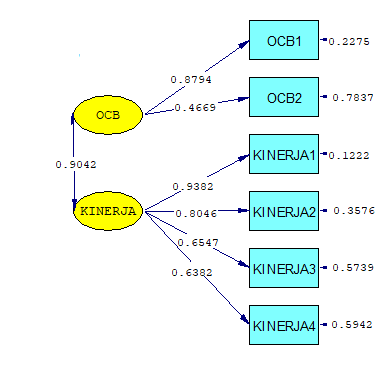 OCB1
0.2275
0.8794
OCB2
0.7837
OCB
0.4669
KINERJA1
0.1222
0.9042
0.9382
KINERJA
KINERJA2
0.3576
0.8046
0.6547
KINERJA3
0.5739
0.6382
KINERJA4
0.5942